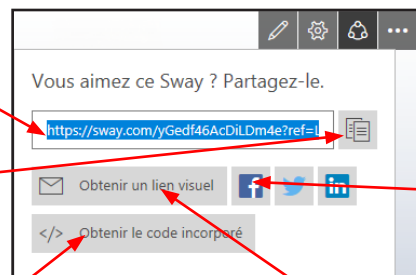 Vous aimez ce Sway ? Partagez-le.
https://sway.com/yGedf46AcDiLDm4e?ref=L
Obtenir un lien visuel
</> Obtenir le code incorporé